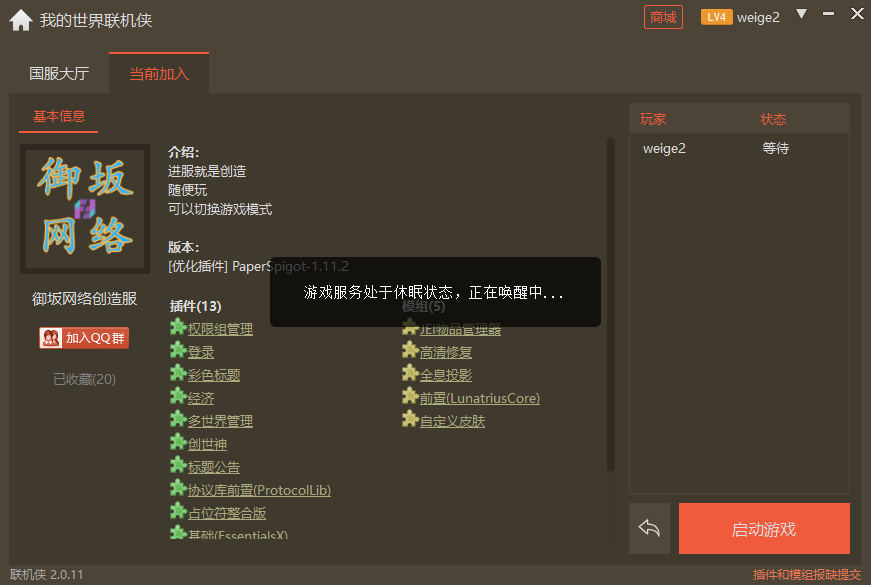 我的世界联机侠
商城
LV4 weige2
国服大厅
当前加入
基本信息
御坂
网络
御坂网络创造服
加入QQ群
已收藏(20)
介绍:
进服就是创造
随便玩
可以切换游戏模式
版本:
[优化插件] PaperSpigot-1.11.2
游戏服务处于休眠状态，正在唤醒中...
插件(13)
权限组管理
登录
彩色标题
经济
多世界管理
创世神
标题公告
协议库前置(ProtocolLib)
占位符整合版
基础(EssentialsX)
模组(5)
JEI物品管理器
高清修复
全息投影
前置(LunatriusCore)
自定义皮肤
玩家 状态
weige2 等待
启动游戏
联机侠 2.0.11
插件和模组报缺提交